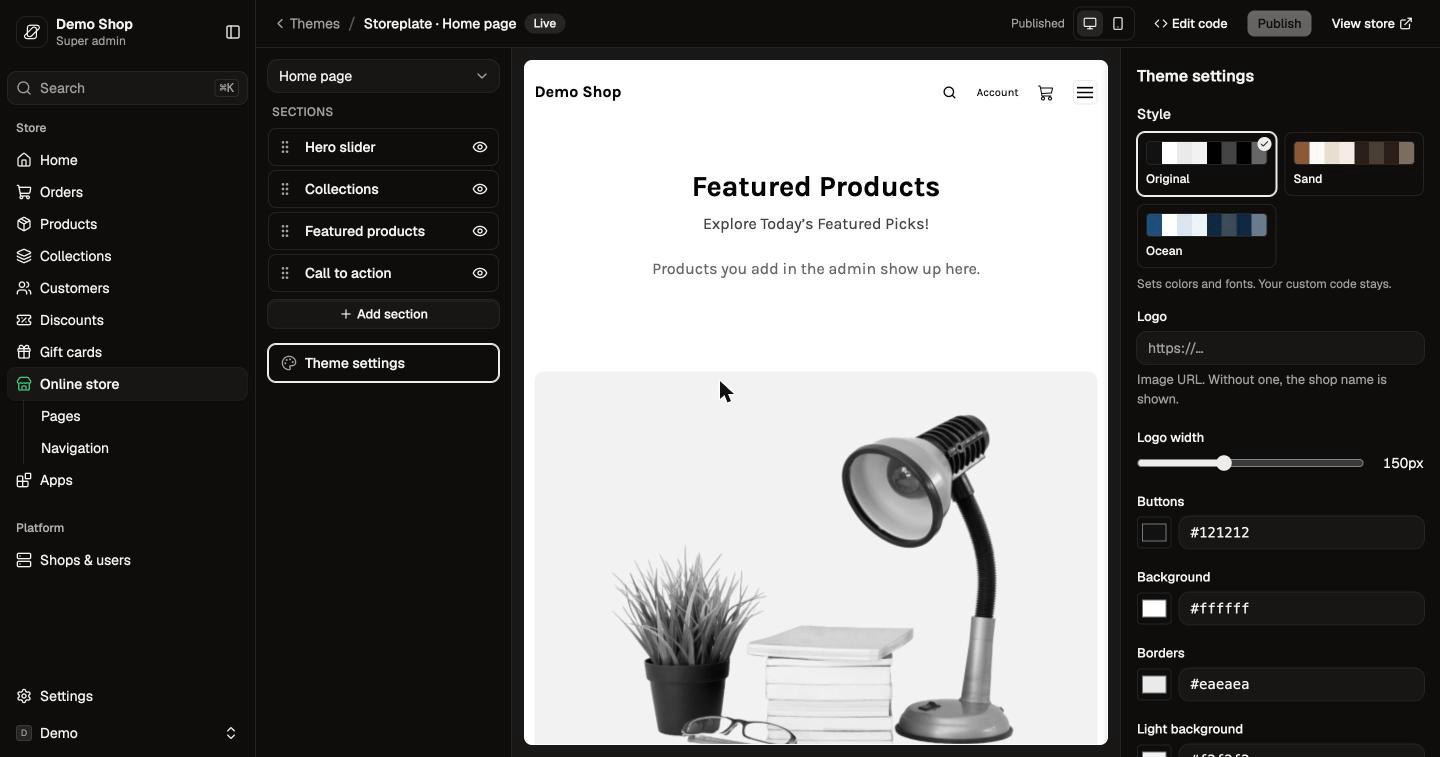 Demo Shop
Super admin
Search
⌘K
Store
Home
Orders
Products
Collections
Customers
Discounts
Gift cards
Online store
Pages
Navigation
Apps
Platform
Shops & users
Settings
D
Demo
Themes / Storeplate · Home page
Live
Published
Edit code
Publish
View store
Home page
SECTIONS
Hero slider
Collections
Featured products
Call to action
Add section
Theme settings
Demo Shop
Account
Featured Products
Explore Today's Featured Picks!
Products you add in the admin show up here.
Theme settings
Style
Original
Sand
Ocean
Sets colors and fonts. Your custom code stays.
Logo
https://...
Image URL. Without one, the shop name is
shown.
Logo width
150px
Buttons
#121212
Background
#ffffff
Borders
#eaeaea
Light background